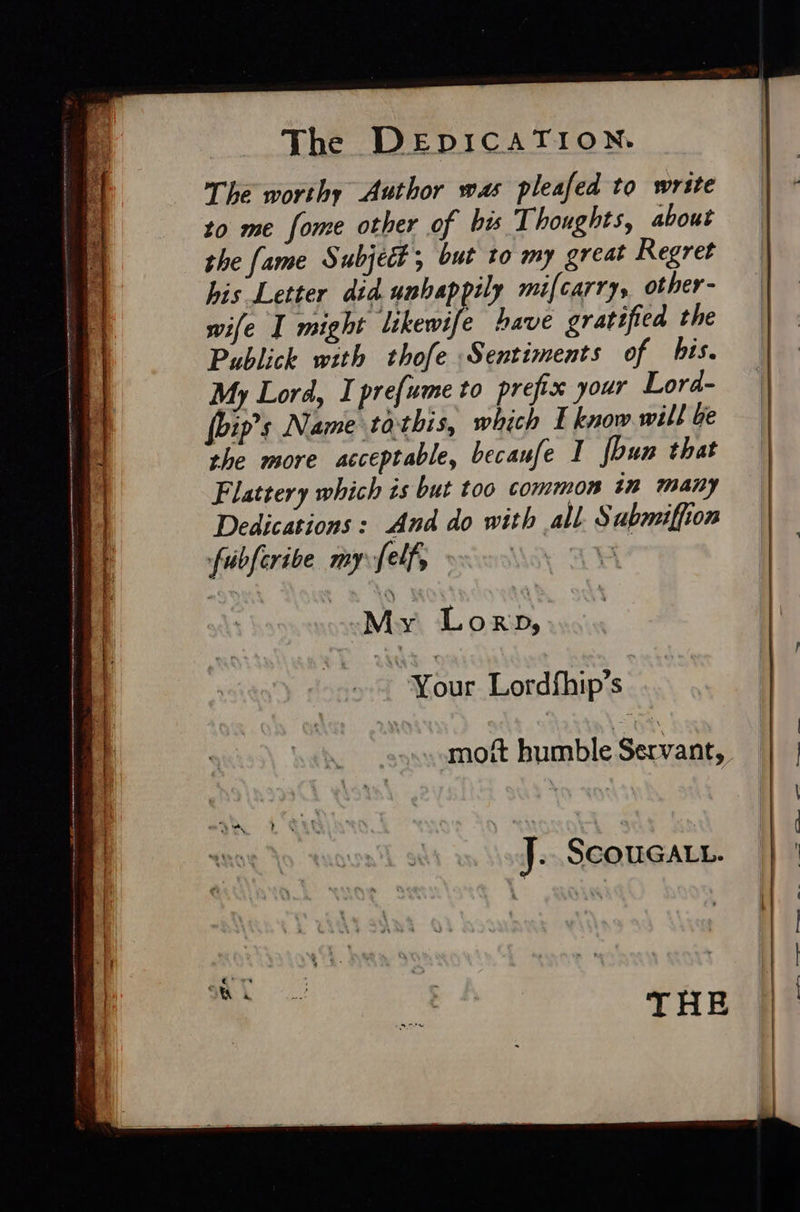 The DEDICATION.
The worthy Author was pleaſed to write
to me ſome other of his Thoughts, about
the ſame Subject; but to my great Regret
his Letter did unhappily miſcarry, other-
wiſe I might likewiſe have gratified the
Publick with thoſe Sentiments of his.
My Lord, I preſume to prefix your Lord-
ſhip's Name to this, which I know will be
the more acceptable, becauſe I ſhun that
Flattery which is but too common in many
Dedications: And do with all Submiſſion
ſubſcribe my ſelf,
My LORD,
Your Lordſhip's
moſt humble Servant,
J. SCOUGALL.
THE